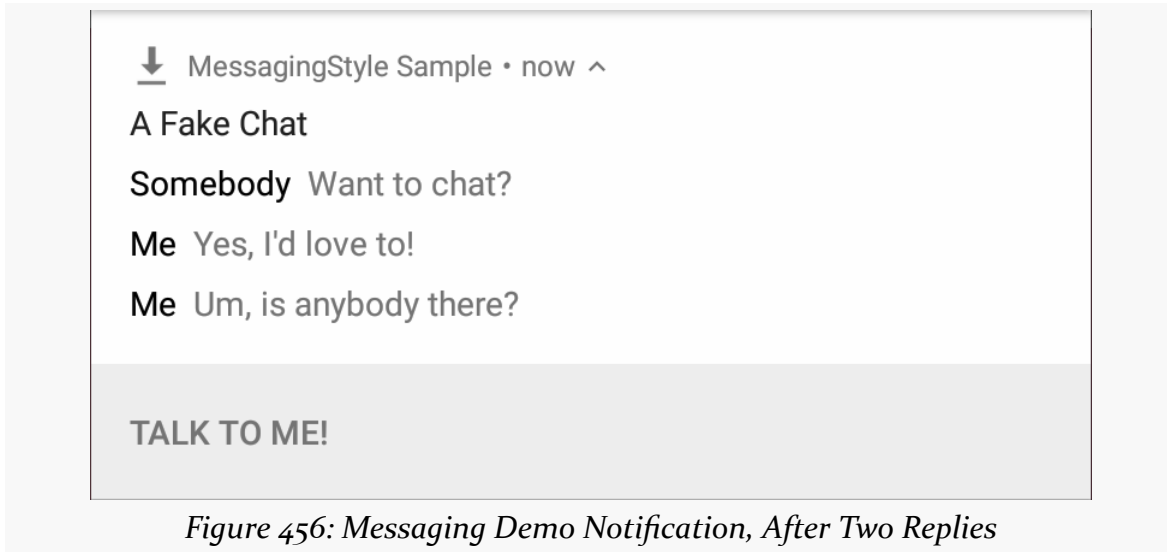 MessagingStyle Sample • now
A Fake Chat
Somebody Want to chat?
Me Yes, I'd love to!
Me Um, is anybody there?
TALK TO ME!
Figure 456: Messaging Demo Notification, After Two Replies